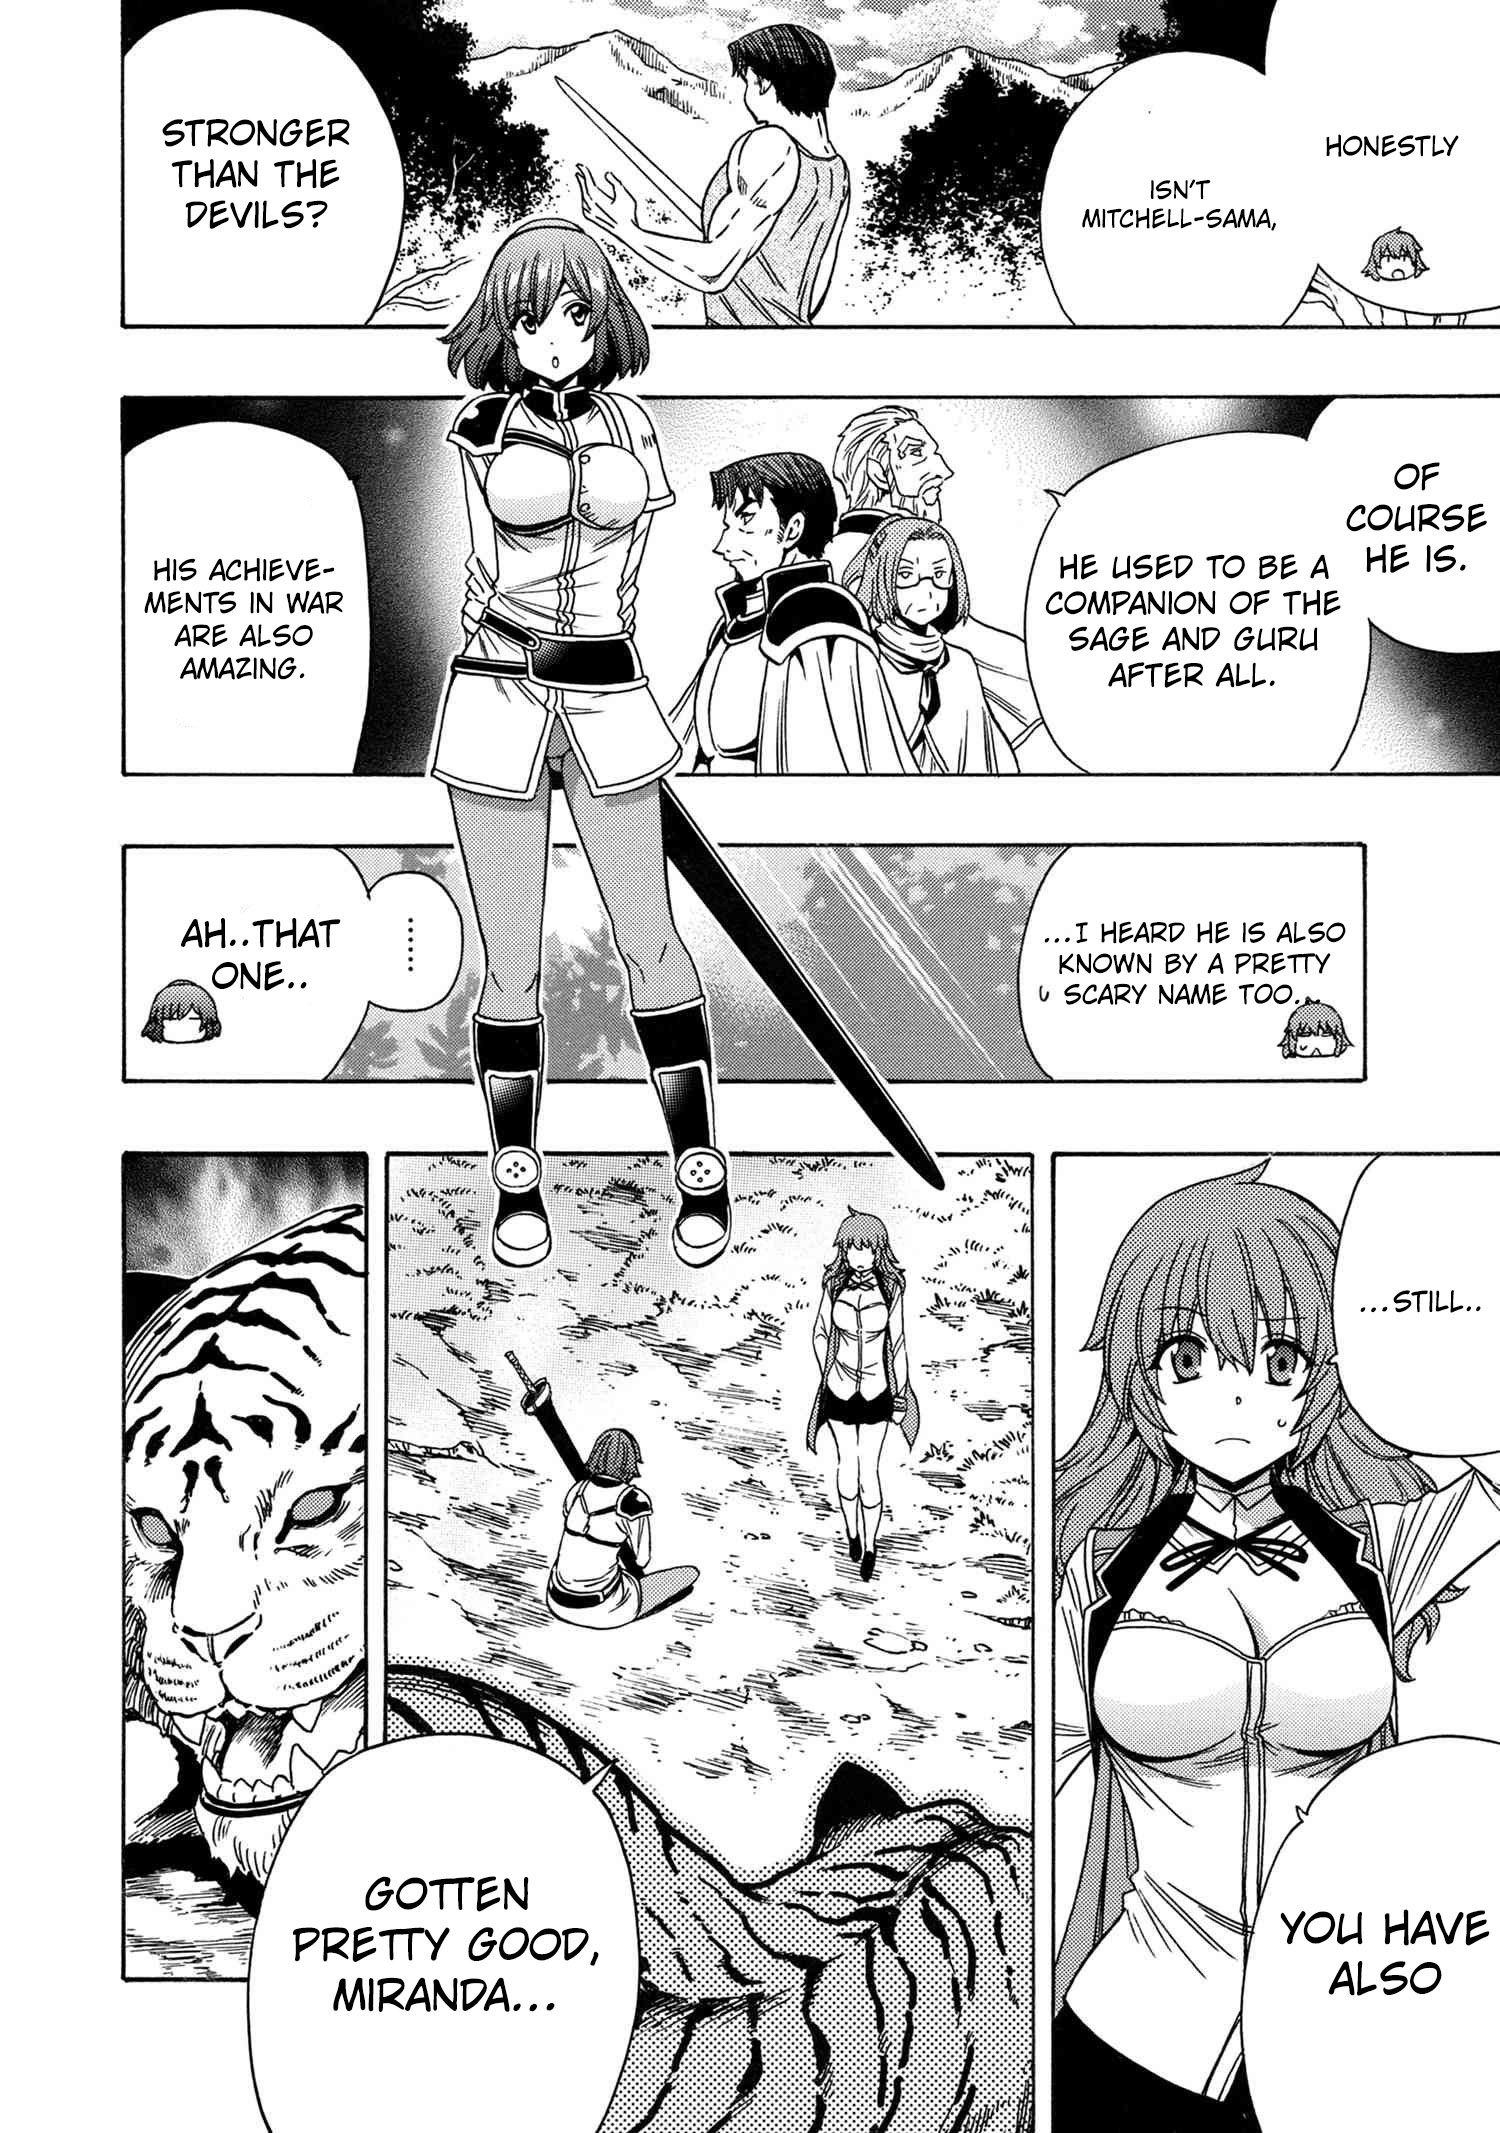 HONESTLY
ISN'T
MITCHELL-SAMA,
STRONGER
THAN THE
DEVILS?
OF
COURSE
HE IS.
HE USED TO BE A
COMPANION OF THE
SAGE AND GURU
AFTER ALL.
HIS ACHIEVE-
MENTS IN WAR
ARE ALSO
AMAZING.
...I HEARD HE IS ALSO
KNOWN BY A PRETTY
SCARY NAME TOO..
......
AH..THAT
ONE..
...STILL..
YOU HAVE
ALSO
GOTTEN
PRETTY GOOD,
MIRANDA...